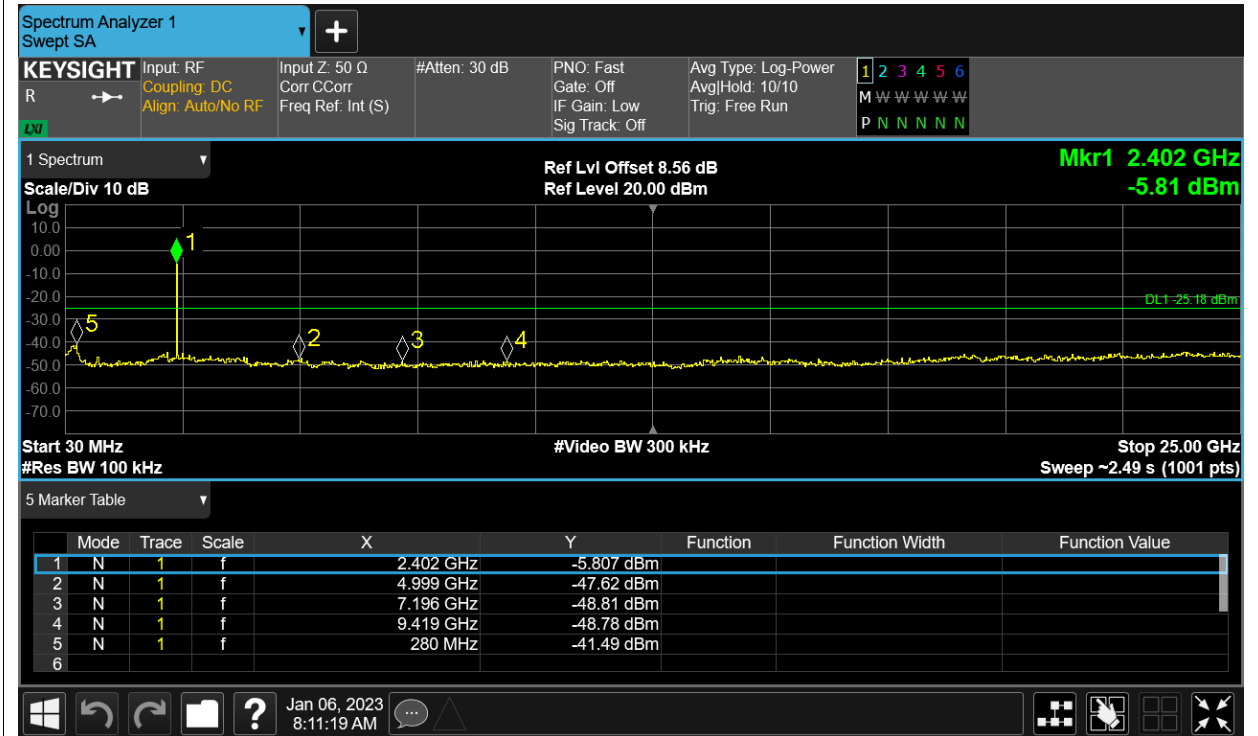 Spectrum Analyzer 1
Swept SA
+
KEYSIGHT Input: RF Input Z: 50 Ω #Atten: 30 dB PNO: Fast Avg Type: Log-Power 1 2 3 4 5 6
R Coupling: DC Corr CCorr Gate: Off Avg|Hold: 10/10 M W W W W W W
Align: Auto/No RF Freq Ref: Int (S) IF Gain: Low Trig: Free Run
LXI Sig Track: Off P N N N N N N
1 Spectrum Ref Lvl Offset 8.56 dB Mkr1 2.402 GHz
Scale/Div 10 dB Ref Level 20.00 dBm -5.81 dBm
Log
10.0
1
0.00
-10.0
-20.0
DL1 -25.18 dBm
-30.0
5
-40.0
2 3 4
-50.0
-60.0
-70.0
Start 30 MHz #Video BW 300 kHz Stop 25.00 GHz
#Res BW 100 kHz Sweep ~2.49 s (1001 pts)
5 Marker Table
Mode Trace Scale X Y Function Function Width Function Value
1 N 1 f 2.402 GHz -5.807 dBm
2 N 1 f 4.999 GHz -47.62 dBm
3 N 1 f 7.196 GHz -48.81 dBm
4 N 1 f 9.419 GHz -48.78 dBm
5 N 1 f 280 MHz -41.49 dBm
6
? Jan 06, 2023
8:11:19 AM